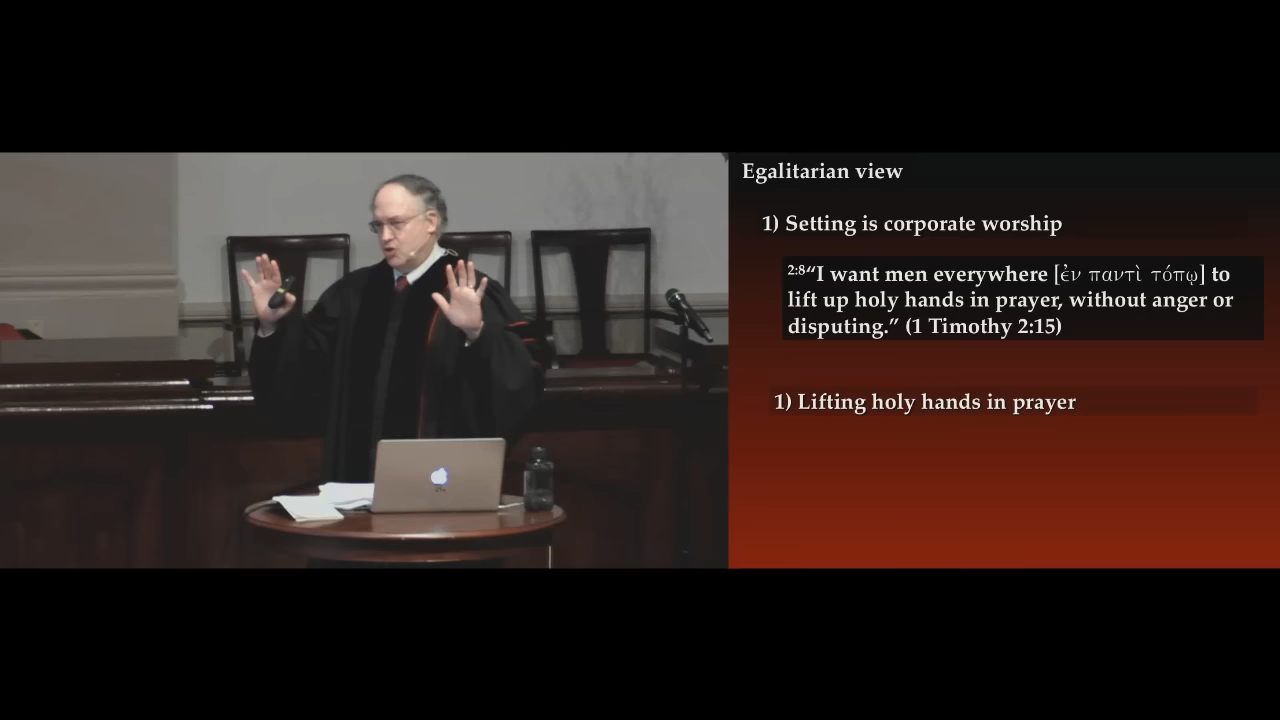 Egalitarian view
1) Setting is corporate worship
2:8“I want men everywhere [ἐν παντὶ τόπῳ] to
lift up holy hands in prayer, without anger or
disputing.” (1 Timothy 2:15)
1) Lifting holy hands in prayer